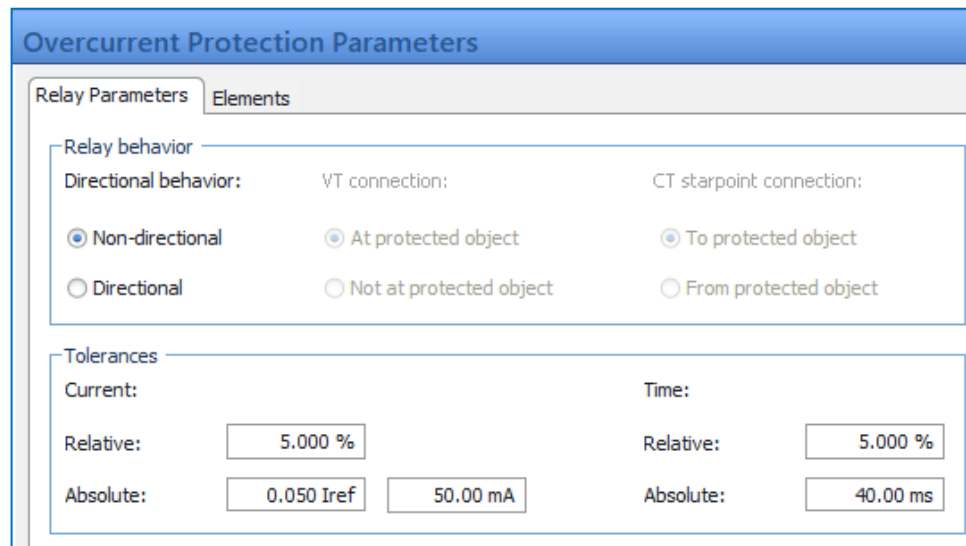 Overcurrent Protection Parameters
Relay Parameters Elements
Relay behavior
Directional behavior: VT connection: CT starpoint connection:
Non-directional At protected object To protected object
Directional Not at protected object From protected object
Tolerances
Current: Time:
Relative: 5.000 % Relative: 5.000 %
Absolute: 0.050 Iref 50.00 mA Absolute: 40.00 ms